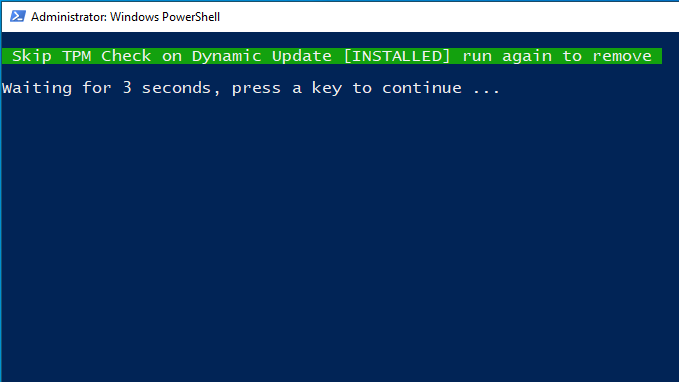 Administrator: Windows PowerShell
Skip TPM Check on Dynamic Update [INSTALLED] run again to remove
Waiting for 3 seconds, press a key to continue ...